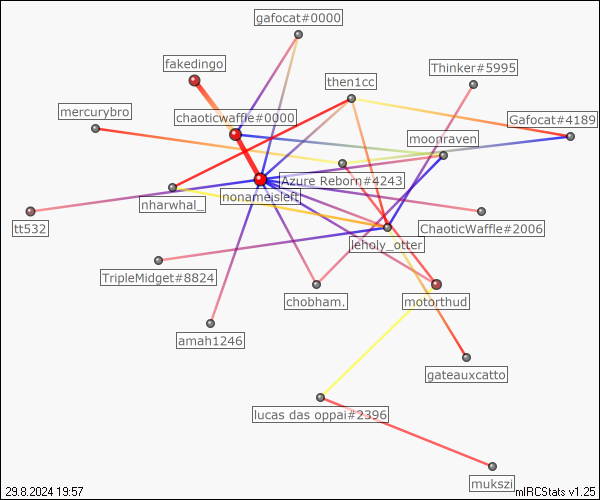 gafocat#0000
fakedingo
Thinker#5995
then1cc
mercurybro
chaoticwaffle#0000
Gafocat#4189
moonraven
Azure Reborn#4243
nonameisleft
nharwhal_
tt532
ChaoticWaffle#2006
leholy_otter
TripleMidget#8824
chobham.
motorthud
amah1246
gateauxcatto
lucas das oppai#2396
mukszi
29.8.2024 19:57
mIRCStats v1.25